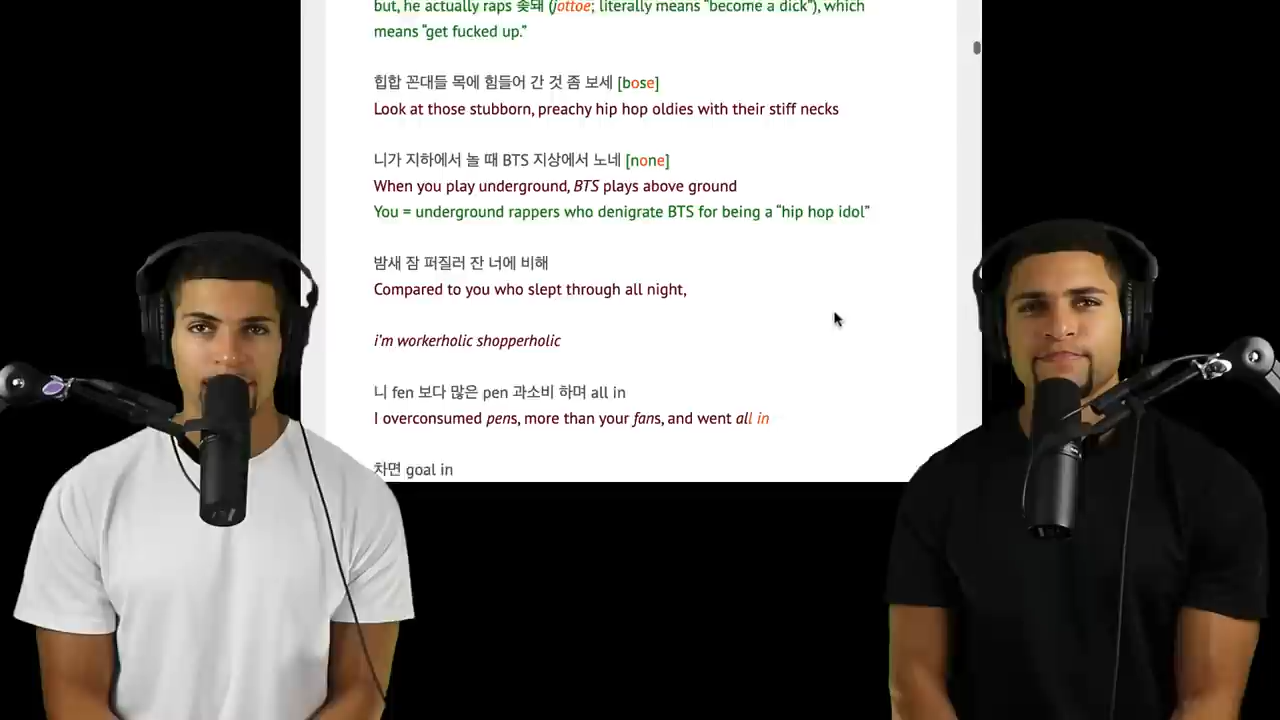 but, he actually raps 좆돼 (jottoe; literally means “become a dick”), which
means “get fucked up.”
힙합 꼰대들 목에 힘들어 간 것 좀 보세 [bose]
Look at those stubborn, preachy hip hop oldies with their stiff necks
니가 지하에서 놀 때 BTS 지상에서 노네 [none]
When you play underground, BTS plays above ground
You = underground rappers who denigrate BTS for being a “hip hop idol”
밤새 잠 퍼질러 잔 너에 비해
Compared to you who slept through all night,
i’m workerholic shopperholic
니 fen 보다 많은 pen 과소비 하며 all in
I overconsumed pens, more than your fans, and went all in
차면 goal in